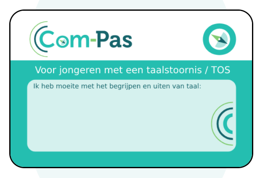 Com-Pas
Voor jongeren met een taalstoornis / TOS
Ik heb moeite met het begrijpen en uiten van taal: